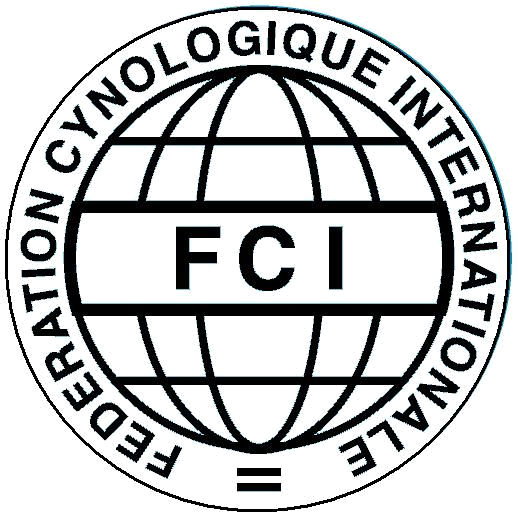 FEDERATION CYNOLOGIQUE INTERNATIONALE
FCI
=